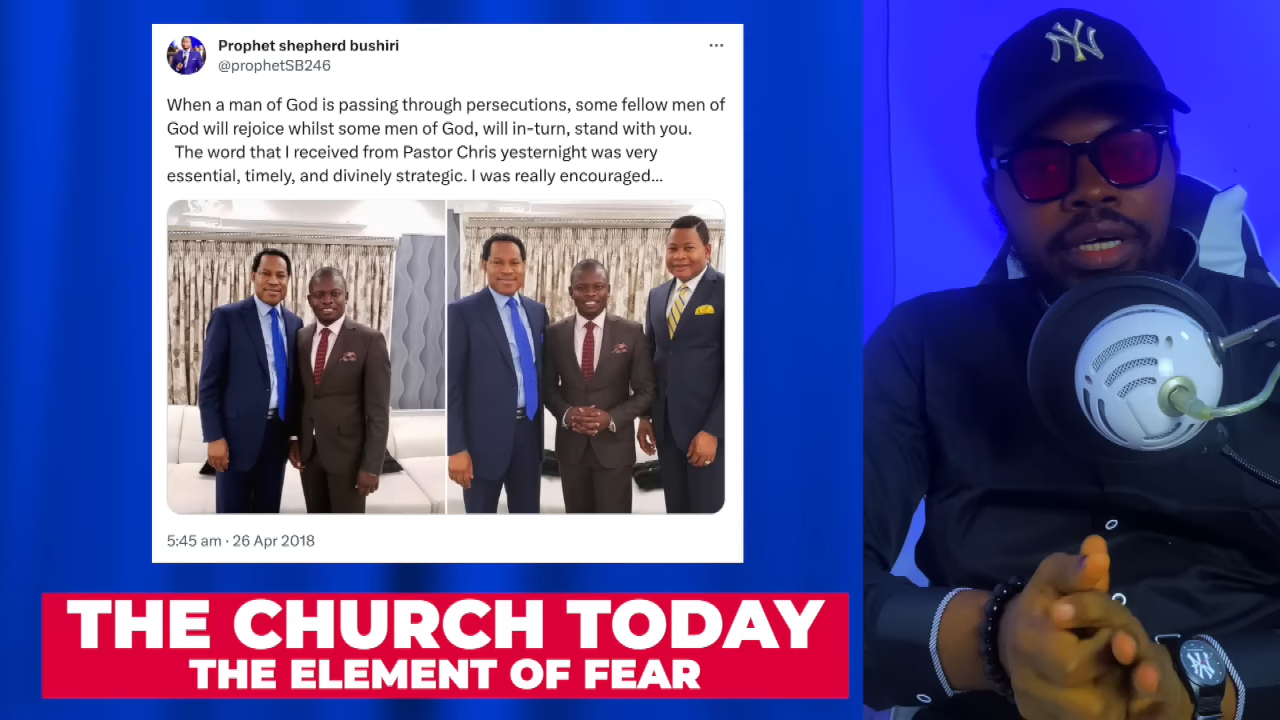 Prophet shepherd bushiri
@prophetSB246
When a man of God is passing through persecutions, some fellow men of
God will rejoice whilst some men of God, will in-turn, stand with you.
The word that I received from Pastor Chris yesternight was very
essential, timely, and divinely strategic. I was really encouraged...
5:45 am · 26 Apr 2018
THE CHURCH TODAY
THE ELEMENT OF FEAR
NY
NY